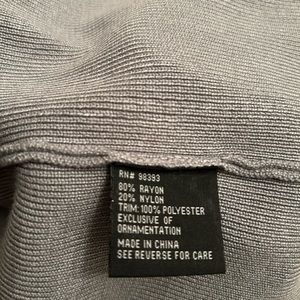 RN# 98393
80% RAYON
20% NYLON
TRIM: 100% POLYESTER
EXCLUSIVE OF
ORNAMENTATION
MADE IN CHINA
SEE REVERSE FOR CARE